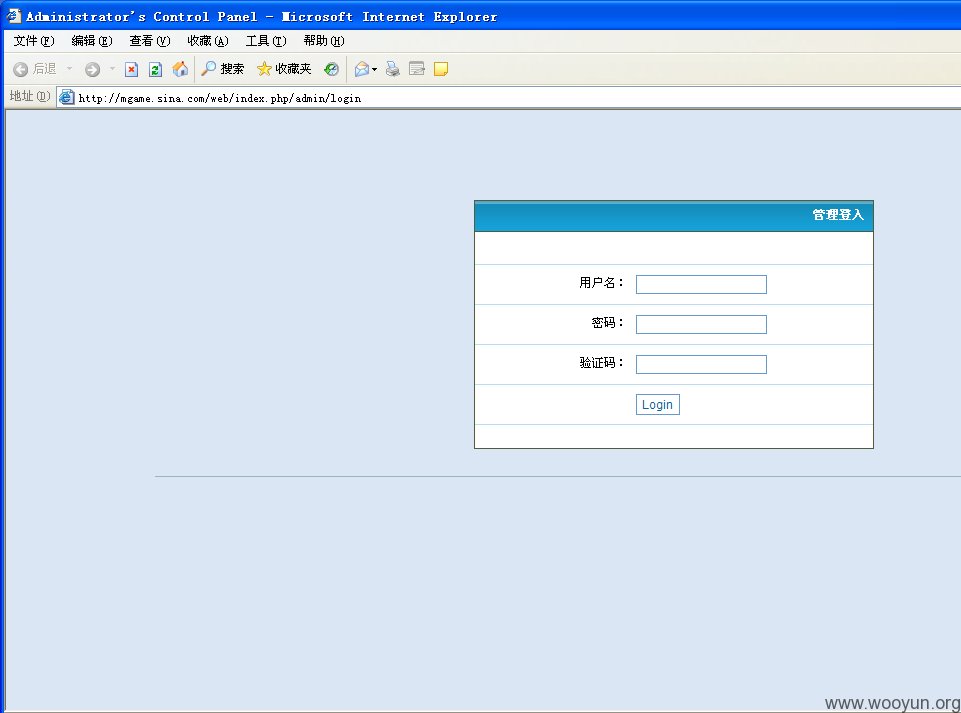 Administrator's Control Panel - Microsoft Internet Explorer
文件(F) 编辑(E) 查看(V) 收藏(A) 工具(T) 帮助(H)
后退 搜索 收藏夹
地址(D) http://mgame.sina.com/web/index.php/admin/login
管理登入
用户名：
密码：
验证码：
Login
www.wooyun.org